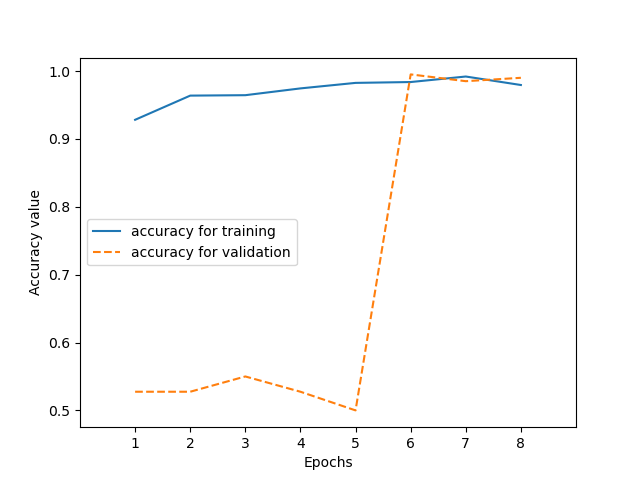 1.0
0.9
0.8
0.7
0.6
0.5
Accuracy value
accuracy for training
accuracy for validation
1 2 3 4 5 6 7 8
Epochs